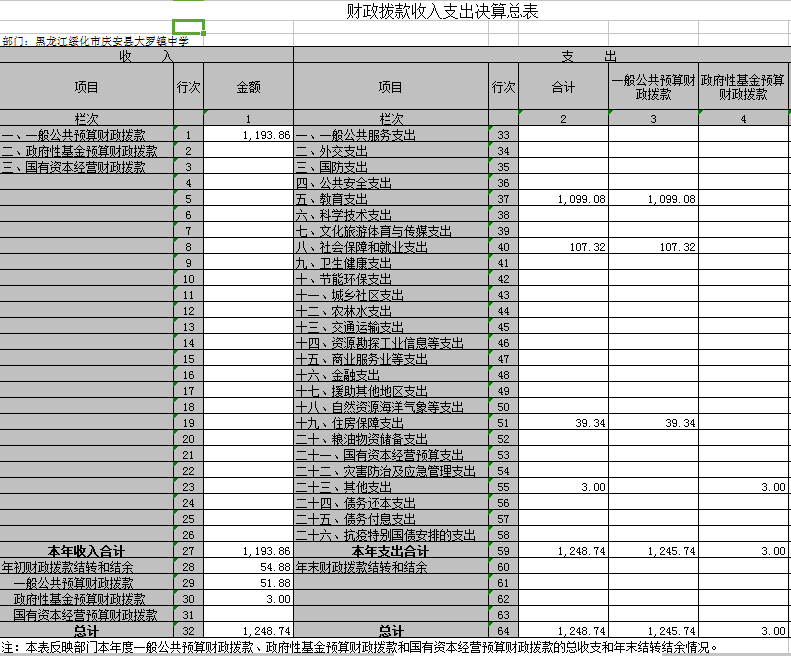 财政拨款收入支出决算总表
部门：黑龙江绥化市庆安县大罗镇中学
收 入 支 出
项目 行次 金额 项目 行次 合计 一般公共预算财政拨款 政府性基金预算财政拨款
栏次 1 栏次 2 3 4
一、一般公共预算财政拨款 1 1,193.86 一、一般公共服务支出 33
二、政府性基金预算财政拨款 2 二、外交支出 34
三、国有资本经营财政拨款 3 三、国防支出 35
4 四、公共安全支出 36
5 五、教育支出 37 1,099.08 1,099.08
6 六、科学技术支出 38
7 七、文化旅游体育与传媒支出 39
8 八、社会保障和就业支出 40 107.32 107.32
9 九、卫生健康支出 41
10 十、节能环保支出 42
11 十一、城乡社区支出 43
12 十二、农林水支出 44
13 十三、交通运输支出 45
14 十四、资源勘探工业信息等支出 46
15 十五、商业服务业等支出 47
16 十六、金融支出 48
17 十七、援助其他地区支出 49
18 十八、自然资源海洋气象等支出 50
19 十九、住房保障支出 51 39.34 39.34
20 二十、粮油物资储备支出 52
21 二十一、国有资本经营预算支出 53
22 二十二、灾害防治及应急管理支出 54
23 二十三、其他支出 55 3.00 3.00
24 二十四、债务还本支出 56
25 二十五、债务付息支出 57
26 二十六、抗疫特别国债安排的支出 58
本年收入合计 27 1,193.86 本年支出合计 59 1,248.74 1,245.74 3.00
年初财政拨款结转和结余 28 54.88 年末财政拨款结转和结余 60
一般公共预算财政拨款 29 51.88 61
政府性基金预算财政拨款 30 3.00 62
国有资本经营预算财政拨款 31 63
总计 32 1,248.74 总计 64 1,248.74 1,245.74 3.00
注：本表反映部门本年度一般公共预算财政拨款、政府性基金预算财政拨款和国有资本经营预算财政拨款的总收支和年末结转结余情况。